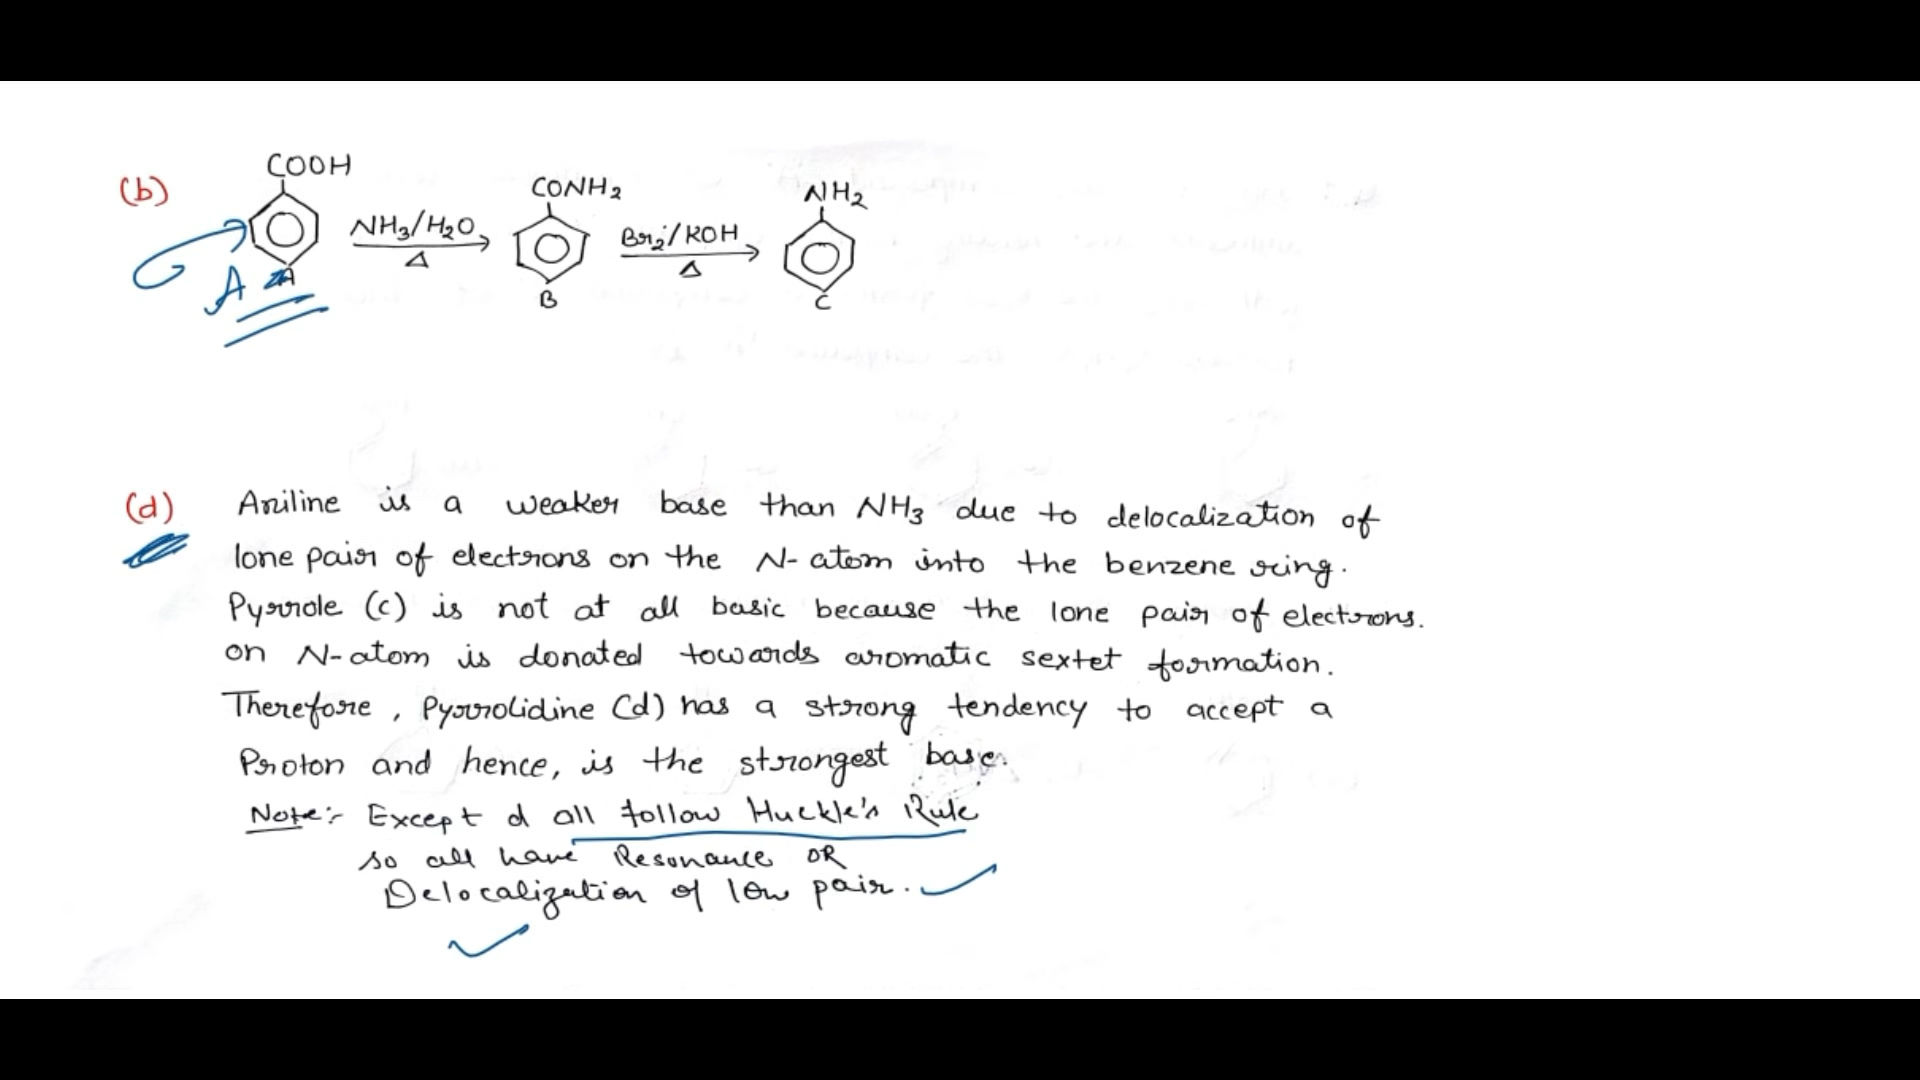 (b)
COOH
A
A
NH3/H2O
Δ
CONH2
B
Br2/KOH
Δ
NH2
C
(d) Aniline is a weaker base than NH3 due to delocalization of
lone pair of electrons on the N-atom into the benzene ring.
Pyrrole (c) is not at all basic because the lone pair of electrons.
on N-atom is donated towards aromatic sextet formation.
Therefore, Pyrrolidine (d) has a strong tendency to accept a
Proton and hence, is the strongest base.
Note:- Except d all follow Huckle's Rule
so all have Resonance OR
Delocalization of low pair.